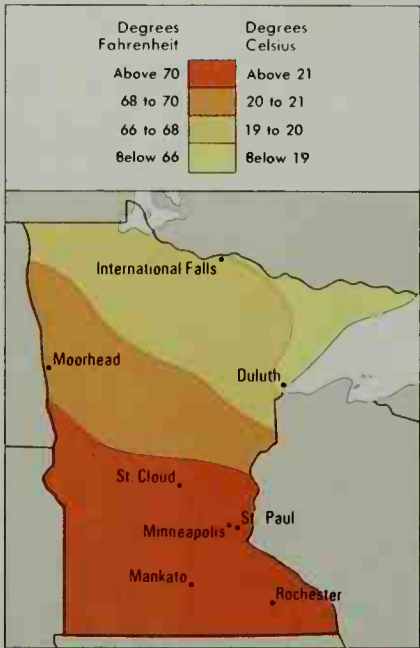 Degrees Fahrenheit
Degrees Celsius
Above 70
Above 21
68 to 70
20 to 21
66 to 68
19 to 20
Below 66
Below 19
International Falls
Moorhead
Duluth
St. Cloud
St. Paul
Minneapolis
Mankato
Rochester